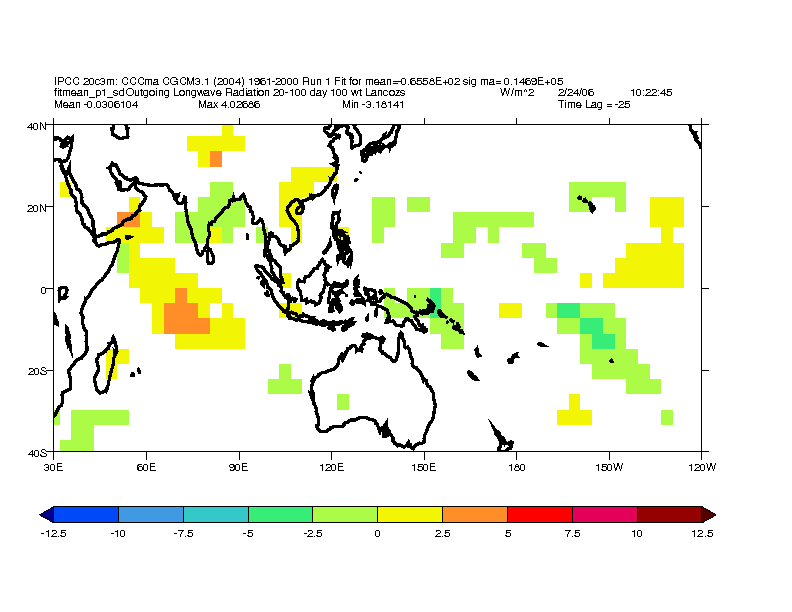 IPCC 20c3m: CCCma CGCM3.1 (2004) 1961-2000 Run 1 Fit for mean=-0.6558E+02 sig ma= 0.1469E+05
fitmean_p1_sdOutgoing Longwave Radiation 20-100 day 100 wt Lancozs W/m^2 2/24/06 10:22:45
Mean -0.0306104 Max 4.02686 Min -3.18141 Time Lag = -25
40N
20N
0
20S
40S
30E 60E 90E 120E 150E 180 150W 120W
-12.5 -10 -7.5 -5 -2.5 0 2.5 5 7.5 10 12.5